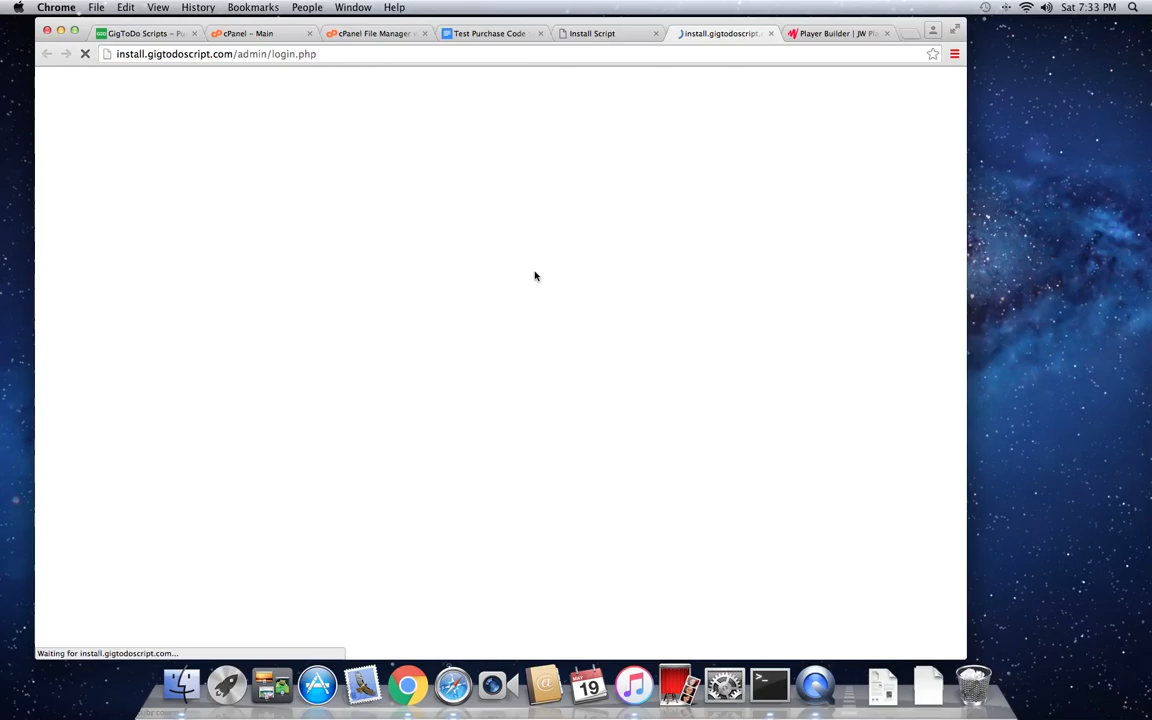 Chrome File Edit View History Bookmarks People Window Help Sat 7:33 PM
GigToDo Scripts – Pu cPanel – Main cPanel File Manager v Test Purchase Code Install Script install.gigtodoscript.c Player Builder | JW Pla
install.gigtodoscript.com/admin/login.php
Waiting for install.gigtodoscript.com...
MAY
19